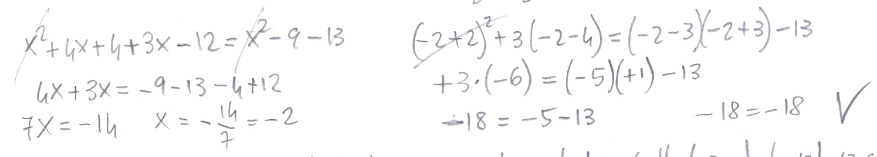 x²+4x+4+3x-12=x²-9-13
4x+3x=-9-13-4+12
7x=-14 x=-14/7=-2
(-2+2)²+3(-2-4)=(-2-3)(-2+3)-13
+3·(-6)=(-5)(+1)-13
-18=-5-13 -18=-18 √